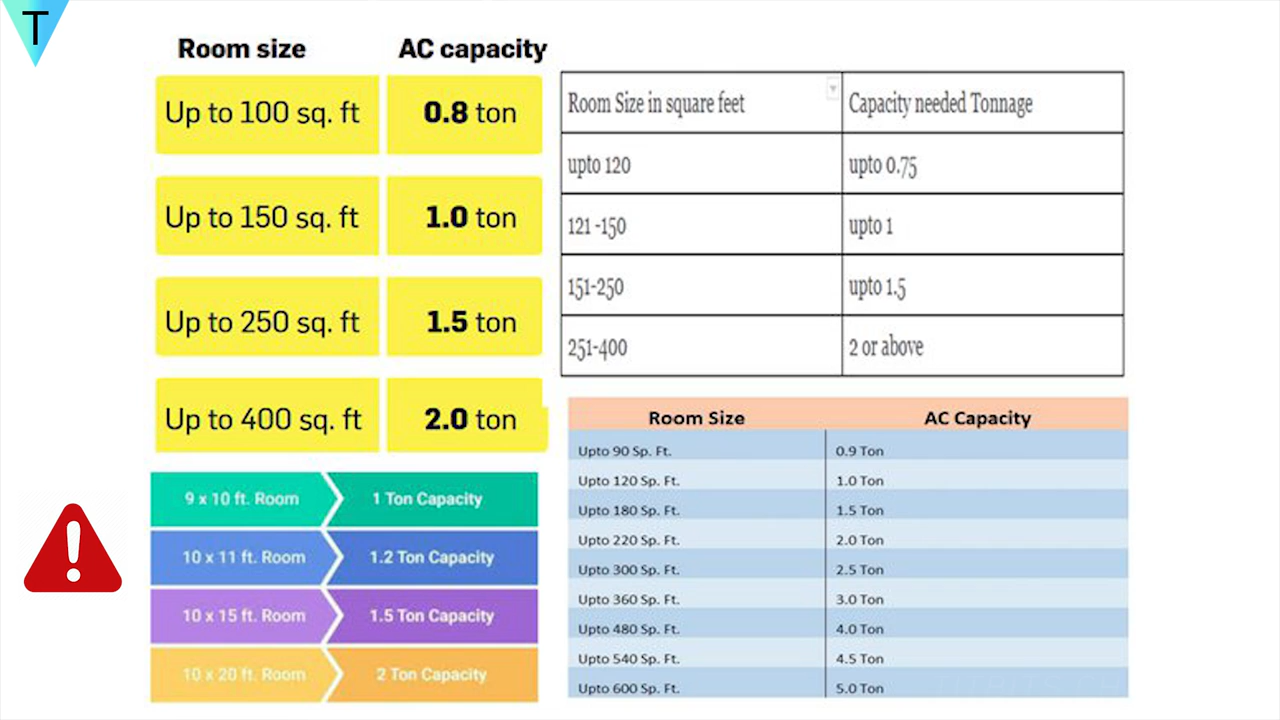 T
Room size AC capacity
Up to 100 sq. ft 0.8 ton
Up to 150 sq. ft 1.0 ton
Up to 250 sq. ft 1.5 ton
Up to 400 sq. ft 2.0 ton
Room Size in square feet Capacity needed Tonnage
upto 120 upto 0.75
121 -150 upto 1
151-250 upto 1.5
251-400 2 or above
9 x 10 ft. Room 1 Ton Capacity
10 x 11 ft. Room 1.2 Ton Capacity
10 x 15 ft. Room 1.5 Ton Capacity
10 x 20 ft. Room 2 Ton Capacity
Room Size AC Capacity
Upto 90 Sp. Ft. 0.9 Ton
Upto 120 Sp. Ft. 1.0 Ton
Upto 180 Sp. Ft. 1.5 Ton
Upto 220 Sp. Ft. 2.0 Ton
Upto 300 Sp. Ft. 2.5 Ton
Upto 360 Sp. Ft. 3.0 Ton
Upto 480 Sp. Ft. 4.0 Ton
Upto 540 Sp. Ft. 4.5 Ton
Upto 600 Sp. Ft. 5.0 Ton